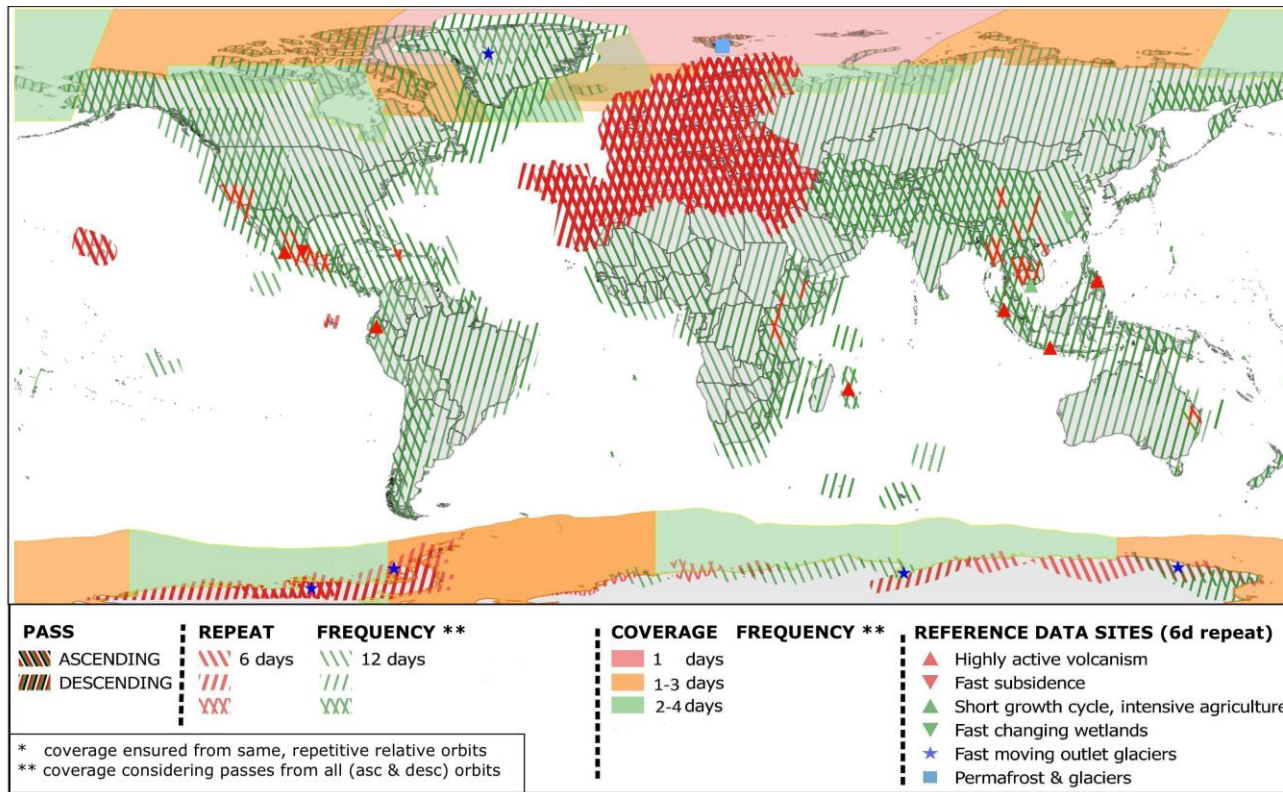 PASS
ASCENDING
DESCENDING
REPEAT FREQUENCY **
6 days 12 days
COVERAGE FREQUENCY **
1 days
1-3 days
2-4 days
REFERENCE DATA SITES (6d repeat)
Highly active volcanism
Fast subsidence
Short growth cycle, intensive agriculture
Fast changing wetlands
Fast moving outlet glaciers
Permafrost & glaciers
* coverage ensured from same, repetitive relative orbits
** coverage considering passes from all (asc & desc) orbits